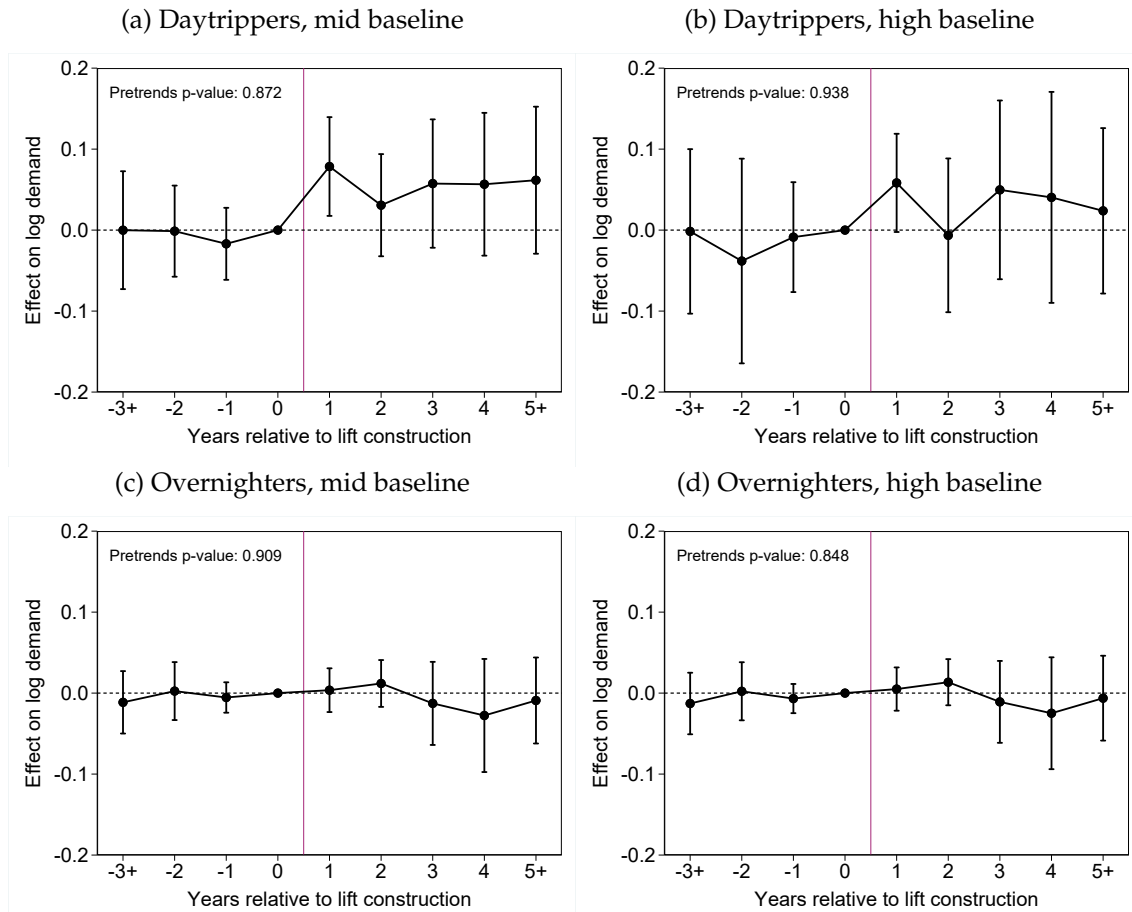 (a) Daytrippers, mid baseline
Effect on log demand
0.2
0.1
0.0
-0.1
-0.2
Pretrends p-value: 0.872
-3+ -2 -1 0 1 2 3 4 5+
Years relative to lift construction
(b) Daytrippers, high baseline
Effect on log demand
0.2
0.1
0.0
-0.1
-0.2
Pretrends p-value: 0.938
-3+ -2 -1 0 1 2 3 4 5+
Years relative to lift construction
(c) Overnighters, mid baseline
Effect on log demand
0.2
0.1
0.0
-0.1
-0.2
Pretrends p-value: 0.909
-3+ -2 -1 0 1 2 3 4 5+
Years relative to lift construction
(d) Overnighters, high baseline
Effect on log demand
0.2
0.1
0.0
-0.1
-0.2
Pretrends p-value: 0.848
-3+ -2 -1 0 1 2 3 4 5+
Years relative to lift construction